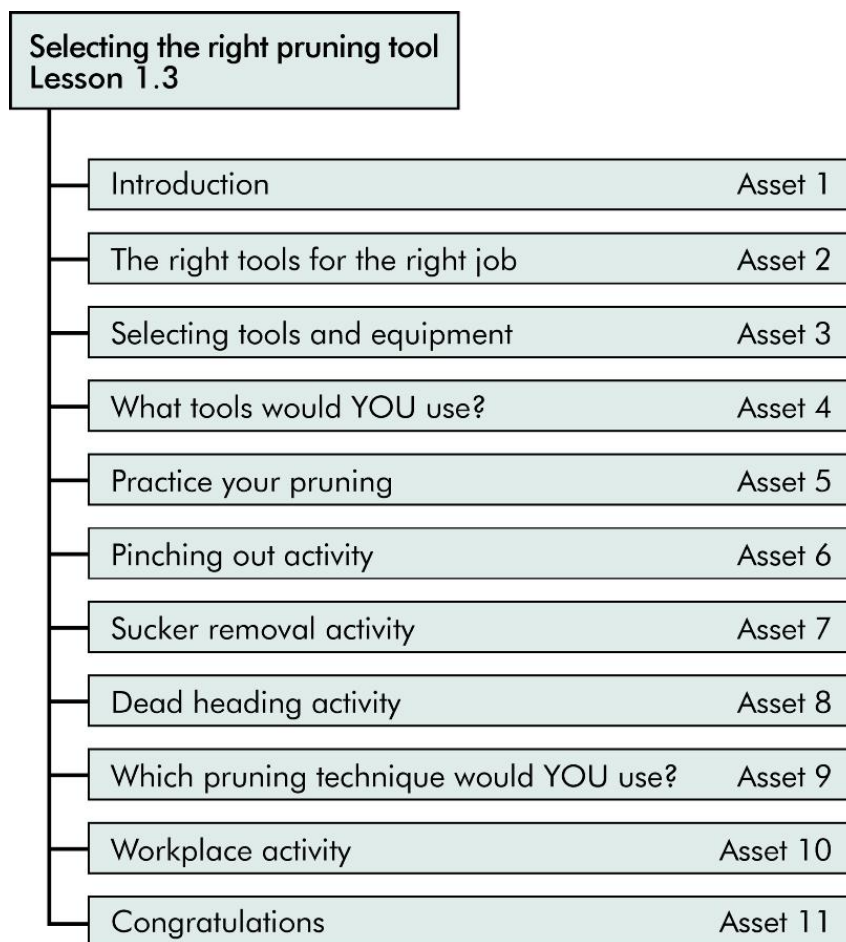 Selecting the right pruning tool
Lesson 1.3
Introduction Asset 1
The right tools for the right job Asset 2
Selecting tools and equipment Asset 3
What tools would YOU use? Asset 4
Practice your pruning Asset 5
Pinching out activity Asset 6
Sucker removal activity Asset 7
Dead heading activity Asset 8
Which pruning technique would YOU use? Asset 9
Workplace activity Asset 10
Congratulations Asset 11